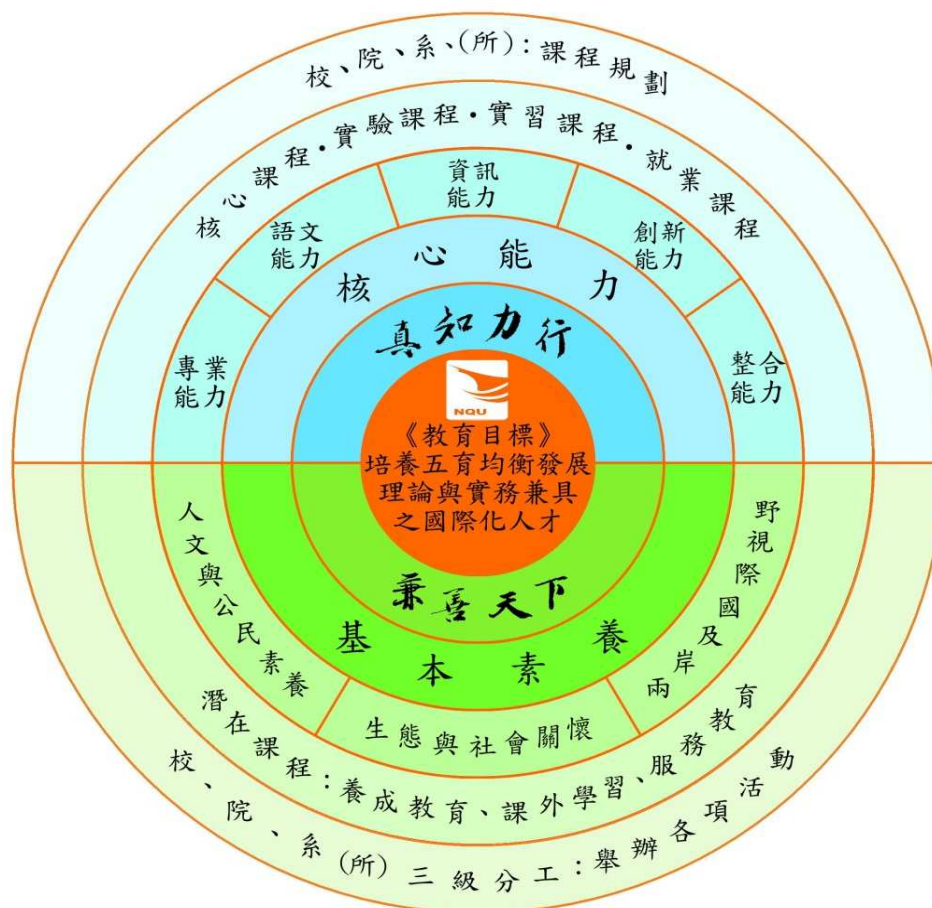 校、院、系、(所)：課程規劃
核心課程・實驗課程・實習課程・就業課程
專業
能力
語文
能力
資訊
能力
創新
能力
整合
能力
核心能力
真知力行
NQU
《教育目標》
培養五育均衡發展
理論與實務兼具
之國際化人才
兼善天下
基本素養
人文與公民素養
生態與社會關懷
兩岸及國際視野
潛在課程：養成教育、課外學習、服務教育
校、院、系(所)三級分工：舉辦各項活動